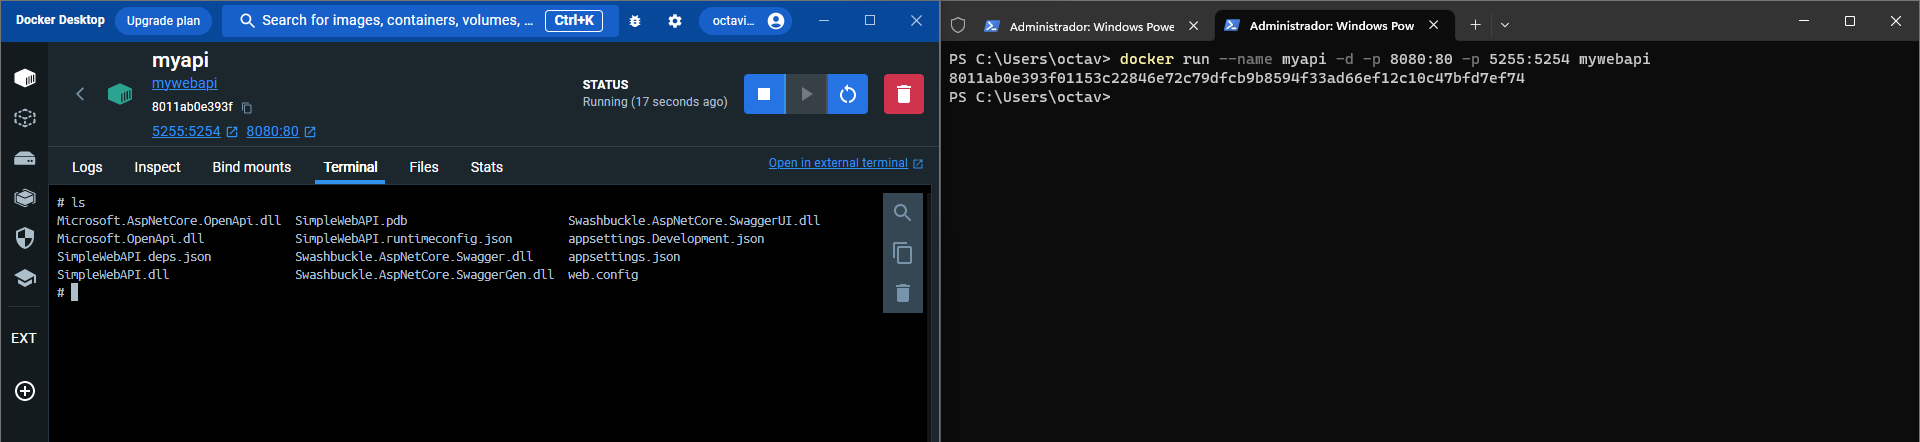 Docker Desktop Upgrade plan Search for images, containers, volumes, ... Ctrl+K octavi...
myapi
mywebapi
8011ab0e393f
5255:5254 8080:80
STATUS
Running (17 seconds ago)
Logs Inspect Bind mounts Terminal Files Stats Open in external terminal
# ls
Microsoft.AspNetCore.OpenApi.dll SimpleWebAPI.pdb Swashbuckle.AspNetCore.SwaggerUI.dll
Microsoft.OpenApi.dll SimpleWebAPI.runtimeconfig.json appsettings.Development.json
SimpleWebAPI.deps.json Swashbuckle.AspNetCore.Swagger.dll appsettings.json
SimpleWebAPI.dll Swashbuckle.AspNetCore.SwaggerGen.dll web.config
#
EXT
Administrador: Windows Powe Administrador: Windows Pow
PS C:\Users\octav> docker run --name myapi -d -p 8080:80 -p 5255:5254 mywebapi
8011ab0e393f01153c22846e72c79dfcb9b8594f33ad66ef12c10c47bfd7ef74
PS C:\Users\octav>